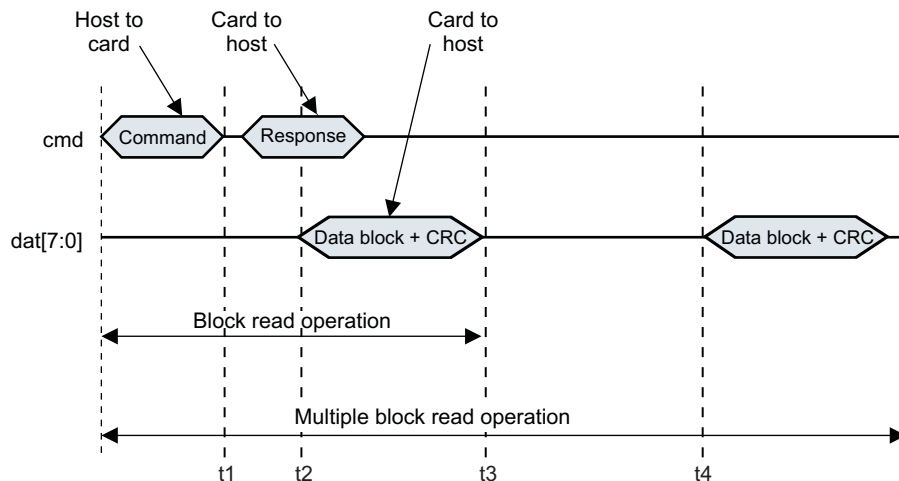 Host to
card
Card to
host
Card to
host
cmd
Command
Response
dat[7:0]
Data block + CRC
Data block + CRC
Block read operation
Multiple block read operation
t1
t2
t3
t4